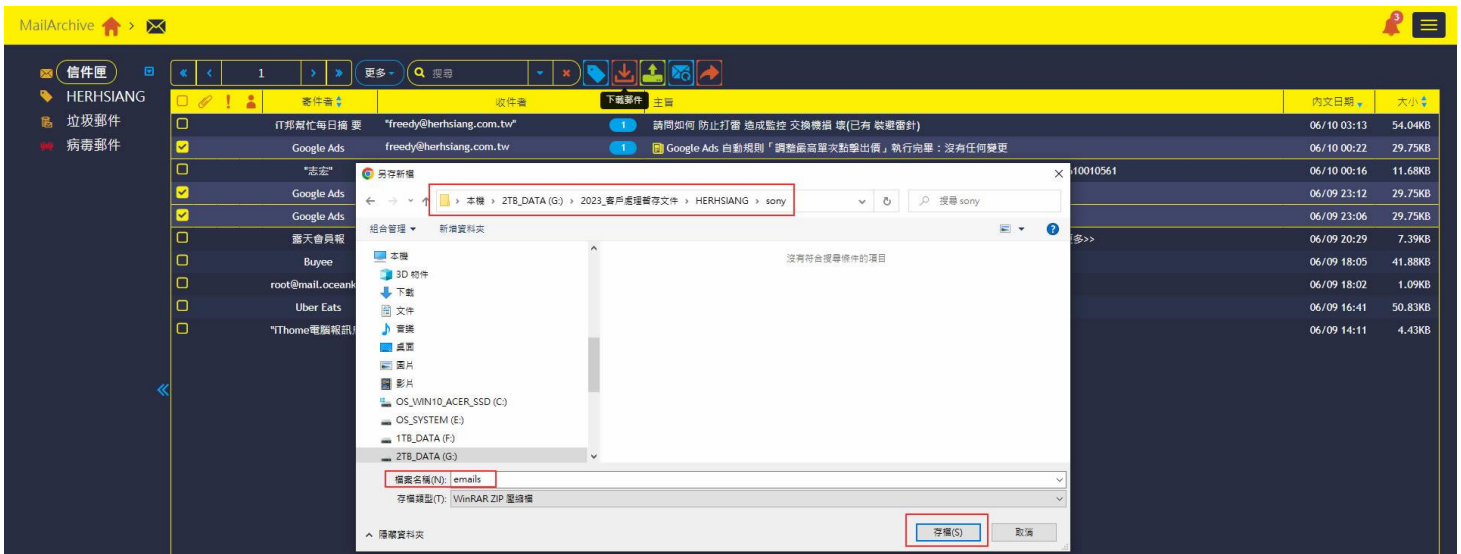 MailArchive >
3
信件匣
HERHSIANG
垃圾郵件
病毒郵件
1 更多 搜尋
下載郵件
寄件者 收件者 主旨 內文日期 大小
iT邦幫忙每日摘 要 "freedy@herhsiang.com.tw" 1 請問如何 防止打雷 造成監控 交換機損 壞(已有 裝避雷針) 06/10 03:13 54.04KB
Google Ads freedy@herhsiang.com.tw 1 Google Ads 自動規則「調整最高單次點擊出價」執行完畢：沒有任何變更 06/10 00:22 29.75KB
"志宏" 10010561 06/10 00:16 11.68KB
Google Ads 06/09 23:12 29.75KB
Google Ads 06/09 23:06 29.75KB
露天會員報 多>> 06/09 20:29 7.39KB
Buyee 06/09 18:05 41.88KB
root@mail.oceank 06/09 18:02 1.09KB
Uber Eats 06/09 16:41 50.83KB
"iThome電腦報訊 06/09 14:11 4.43KB
另存新檔
本機 > 2TB_DATA (G:) > 2023_客戶處理暫存文件 > HERHSIANG > sony
搜尋 sony
組合管理 新增資料夾
沒有符合搜尋條件的項目
本機
3D 物件
下載
文件
音樂
桌面
圖片
影片
OS_WIN10_ACER_SSD (C:)
OS_SYSTEM (E:)
1TB_DATA (F:)
2TB_DATA (G:)
檔案名稱(N): emails
存檔類型(T): WinRAR ZIP 壓縮檔
隱藏資料夾
存檔(S) 取消